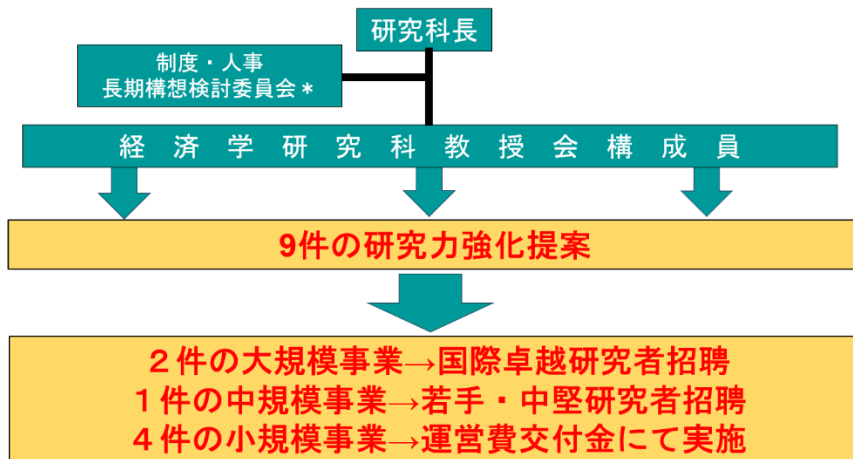 研究科長
制度・人事
長期構想検討委員会*
経済学研究科教授会構成員
9件の研究力強化提案
２件の大規模事業→国際卓越研究者招聘
１件の中規模事業→若手・中堅研究者招聘
４件の小規模事業→運営費交付金にて実施